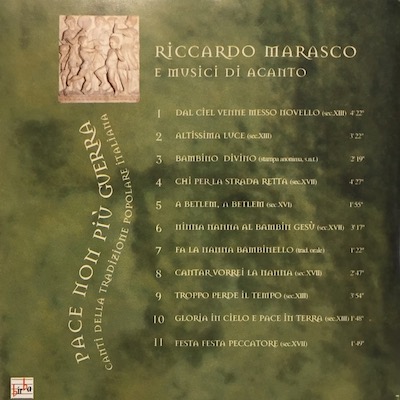 RICCARDO MARASCO
E MUSICI DI ACANTO
PACE NON PIÙ GUERRA
CANTI DELLA TRADIZIONE POPOLARE ITALIANA
1 DAL CIEL VENNE MESSO NOVELLO (sec.XIII) 4'22"
2 ALTISSIMA LUCE (sec.XIII) 3'22"
3 BAMBINO DIVINO (stampa anonima, s.n.t.) 2'19"
4 CHI PER LA STRADA RETTA (sec.XVII) 4'27"
5 A BETLEM, A BETLEM (sec.XVI) 1'55"
6 NINNA NANNA AL BAMBIN GESÙ (sec.XVII) 3'17"
7 FA LA NANNA BAMBINELLO (trad. orale) 1'22"
8 CANTAR VORREI LA NANNA (sec.XVII) 2'47"
9 TROPPO PERDE IL TEMPO (sec.XIII) 3'54"
10 GLORIA IN CIELO E PACE IN TERRA (sec.XIII) 1'48"
11 FESTA FESTA PECCATORE (sec.XVII) 1'49"